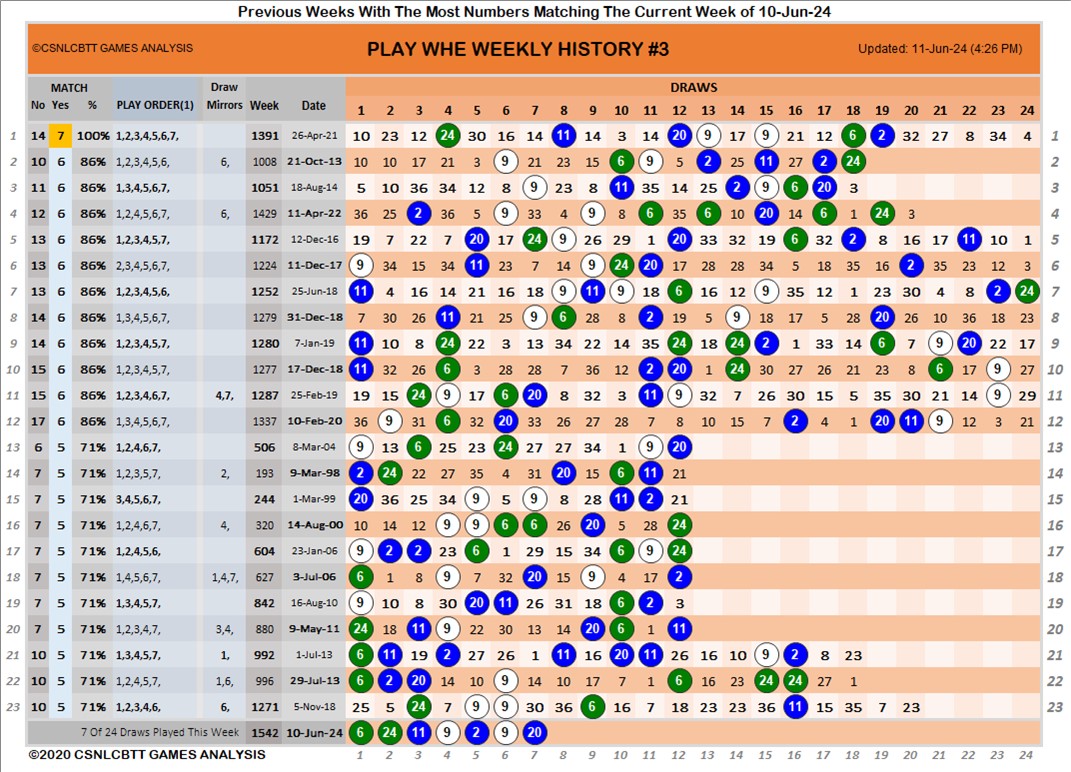 Previous Weeks With The Most Numbers Matching The Current Week of 10-Jun-24
©CSNLCBTT GAMES ANALYSIS PLAY WHE WEEKLY HISTORY #3 Updated: 11-Jun-24 (4:26 PM)
MATCH Draw DRAWS
No Yes % PLAY ORDER(1) Mirrors Week Date 1 2 3 4 5 6 7 8 9 10 11 12 13 14 15 16 17 18 19 20 21 22 23 24
1 14 7 100% 1,2,3,4,5,6,7, 1391 26-Apr-21 10 23 12 24 30 16 14 11 14 3 14 20 9 17 9 21 12 6 2 32 27 8 34 4 1
2 10 6 86% 1,2,3,4,5,6, 6, 1008 21-Oct-13 10 10 17 21 3 9 21 23 15 6 9 5 2 25 11 27 2 24 2
3 11 6 86% 1,3,4,5,6,7, 1051 18-Aug-14 5 10 36 34 12 8 9 23 8 11 35 14 25 2 9 6 20 3 3
4 12 6 86% 1,2,4,5,6,7, 6, 1429 11-Apr-22 36 25 2 36 5 9 33 4 9 8 11 35 6 10 20 14 6 1 24 3 4
5 13 6 86% 1,2,3,4,5,7, 1172 12-Dec-16 19 7 22 7 20 17 24 9 26 29 1 20 33 32 19 6 32 2 8 16 17 11 10 1 5
6 13 6 86% 2,3,4,5,6,7, 1224 11-Dec-17 9 34 15 34 11 23 7 14 9 24 20 17 28 28 34 5 18 35 16 2 35 23 12 3 6
7 13 6 86% 1,2,3,4,5,6, 1252 25-Jun-18 11 4 16 14 21 16 18 9 11 9 18 6 16 12 9 35 12 1 23 30 4 8 2 24 7
8 14 6 86% 1,3,4,5,6,7, 1279 31-Dec-18 7 30 28 11 21 25 9 6 28 8 2 19 5 9 18 17 5 28 20 26 10 36 18 23 8
9 14 6 86% 1,2,3,4,5,7, 1280 7-Jan-19 11 10 8 24 22 3 13 34 22 14 35 24 18 24 2 1 33 14 6 7 9 20 22 17 9
10 15 6 86% 1,2,3,5,6,7, 1277 17-Dec-18 11 32 26 6 3 28 28 7 36 12 2 20 1 24 30 27 26 21 23 8 6 17 9 27 10
11 15 6 86% 1,2,3,4,6,7, 4,7, 1287 25-Feb-19 19 15 24 9 17 6 20 8 32 3 11 9 32 7 26 30 15 5 35 30 21 14 9 29 11
12 17 6 86% 1,3,4,5,6,7, 1337 10-Feb-20 36 9 31 6 32 20 33 26 27 28 7 8 10 15 7 2 4 1 20 11 9 12 3 21 12
13 6 5 71% 1,2,4,6,7, 506 8-Mar-04 9 13 6 25 23 24 27 27 34 1 9 20 13
14 7 5 71% 1,2,3,5,7, 2, 193 9-Mar-98 2 24 22 27 35 4 31 20 15 6 11 21 14
15 7 5 71% 3,4,5,6,7, 244 1-Mar-99 20 36 25 34 9 5 9 8 28 11 2 21 15
16 7 5 71% 1,2,4,6,7, 4, 320 14-Aug-00 10 14 12 9 9 6 6 26 20 5 28 24 16
17 7 5 71% 1,2,4,5,6, 604 23-Jan-06 9 2 2 23 6 1 29 15 34 6 9 24 17
18 7 5 71% 1,4,5,6,7, 1,4,7, 627 3-Jul-06 6 1 8 9 7 32 20 15 9 4 17 2 18
19 7 5 71% 1,3,4,5,7, 842 16-Aug-10 9 10 8 30 20 11 26 31 18 6 2 3 19
20 7 5 71% 1,2,3,4,7, 3,4, 880 9-May-11 24 18 11 9 22 30 13 14 20 6 1 11 20
21 10 5 71% 1,3,4,5,7, 1, 992 1-Jul-13 6 11 19 2 27 26 1 11 16 20 11 26 16 10 9 2 8 23 21
22 10 5 71% 1,2,4,5,7, 1,6, 996 29-Jul-13 6 2 20 14 10 9 14 10 17 7 1 6 16 23 24 24 27 1 22
23 10 5 71% 1,2,3,4,6, 6, 1271 5-Nov-18 25 5 24 7 9 9 30 36 6 16 7 18 23 23 36 11 15 35 7 23 23
7 Of 24 Draws Played This Week 1542 10-Jun-24 6 24 11 9 2 9 20
©2020 CSNLCBTT GAMES ANALYSIS 1 2 3 4 5 6 7 8 9 10 11 12 13 14 15 16 17 18 19 20 21 22 23 24